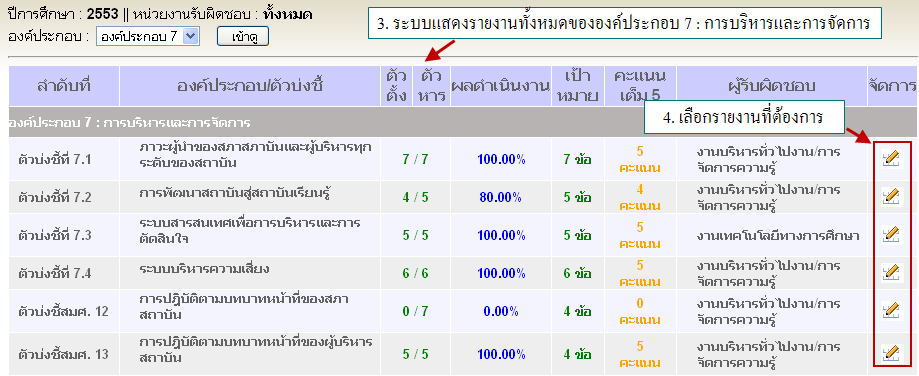 ปีการศึกษา : 2553 || หน่วยงานรับผิดชอบ : ทั้งหมด
องค์ประกอบ : องค์ประกอบ 7 เข้าดู
3. ระบบแสดงรายงานทั้งหมดขององค์ประกอบ 7 : การบริหารและการจัดการ
ลำดับที่ องค์ประกอบ/ตัวบ่งชี้ ตัวตั้ง ตัวหาร ผลดำเนินงาน เป้าหมาย คะแนนเต็ม 5 ผู้รับผิดชอบ จัดการ
องค์ประกอบ 7 : การบริหารและการจัดการ
4. เลือกรายงานที่ต้องการ
ตัวบ่งชี้ที่ 7.1 ภาวะผู้นำของสภาสถาบันและผู้บริหารทุกระดับของสถาบัน 7 / 7 100.00% 7 ข้อ 5 คะแนน งานบริหารทั่วไปงาน/การจัดการความรู้
ตัวบ่งชี้ที่ 7.2 การพัฒนาสถาบันสู่สถาบันเรียนรู้ 4 / 5 80.00% 5 ข้อ 4 คะแนน งานบริหารทั่วไปงาน/การจัดการความรู้
ตัวบ่งชี้ที่ 7.3 ระบบสารสนเทศเพื่อการบริหารและการตัดสินใจ 5 / 5 100.00% 5 ข้อ 5 คะแนน งานเทคโนโลยีทางการศึกษา
ตัวบ่งชี้ที่ 7.4 ระบบบริหารความเสี่ยง 6 / 6 100.00% 6 ข้อ 5 คะแนน งานบริหารทั่วไปงาน/การจัดการความรู้
ตัวบ่งชี้สมศ. 12 การปฏิบัติตามบทบาทหน้าที่ของสภาสถาบัน 0 / 7 0.00% 4 ข้อ 0 คะแนน งานบริหารทั่วไปงาน/การจัดการความรู้
ตัวบ่งชี้สมศ. 13 การปฏิบัติตามบทบาทหน้าที่ของผู้บริหารสถาบัน 5 / 5 100.00% 4 ข้อ 5 คะแนน งานบริหารทั่วไปงาน/การจัดการความรู้